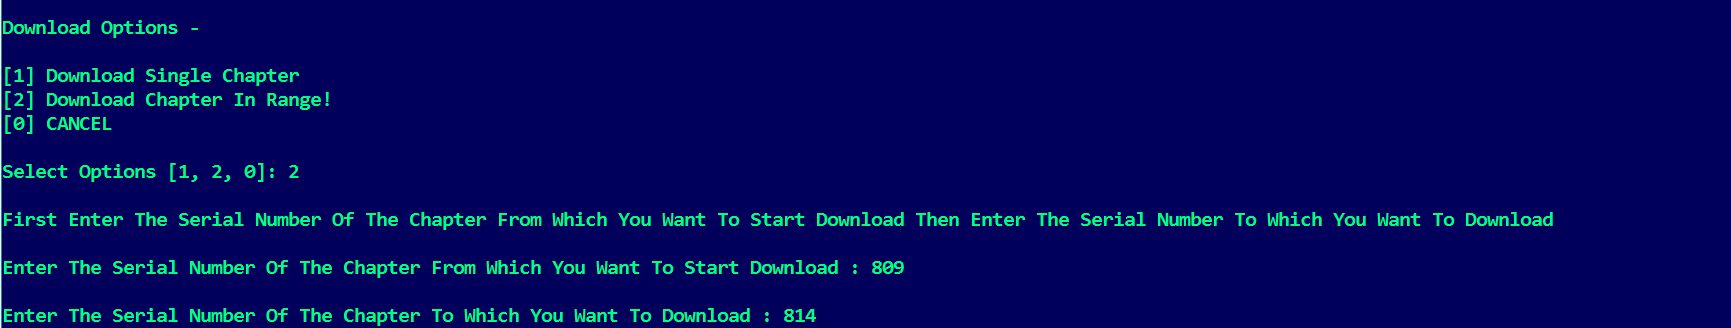 Download Options -
[1] Download Single Chapter
[2] Download Chapter In Range!
[0] CANCEL
Select Options [1, 2, 0]: 2
First Enter The Serial Number Of The Chapter From Which You Want To Start Download Then Enter The Serial Number To Which You Want To Download
Enter The Serial Number Of The Chapter From Which You Want To Start Download : 809
Enter The Serial Number Of The Chapter To Which You Want To Download : 814